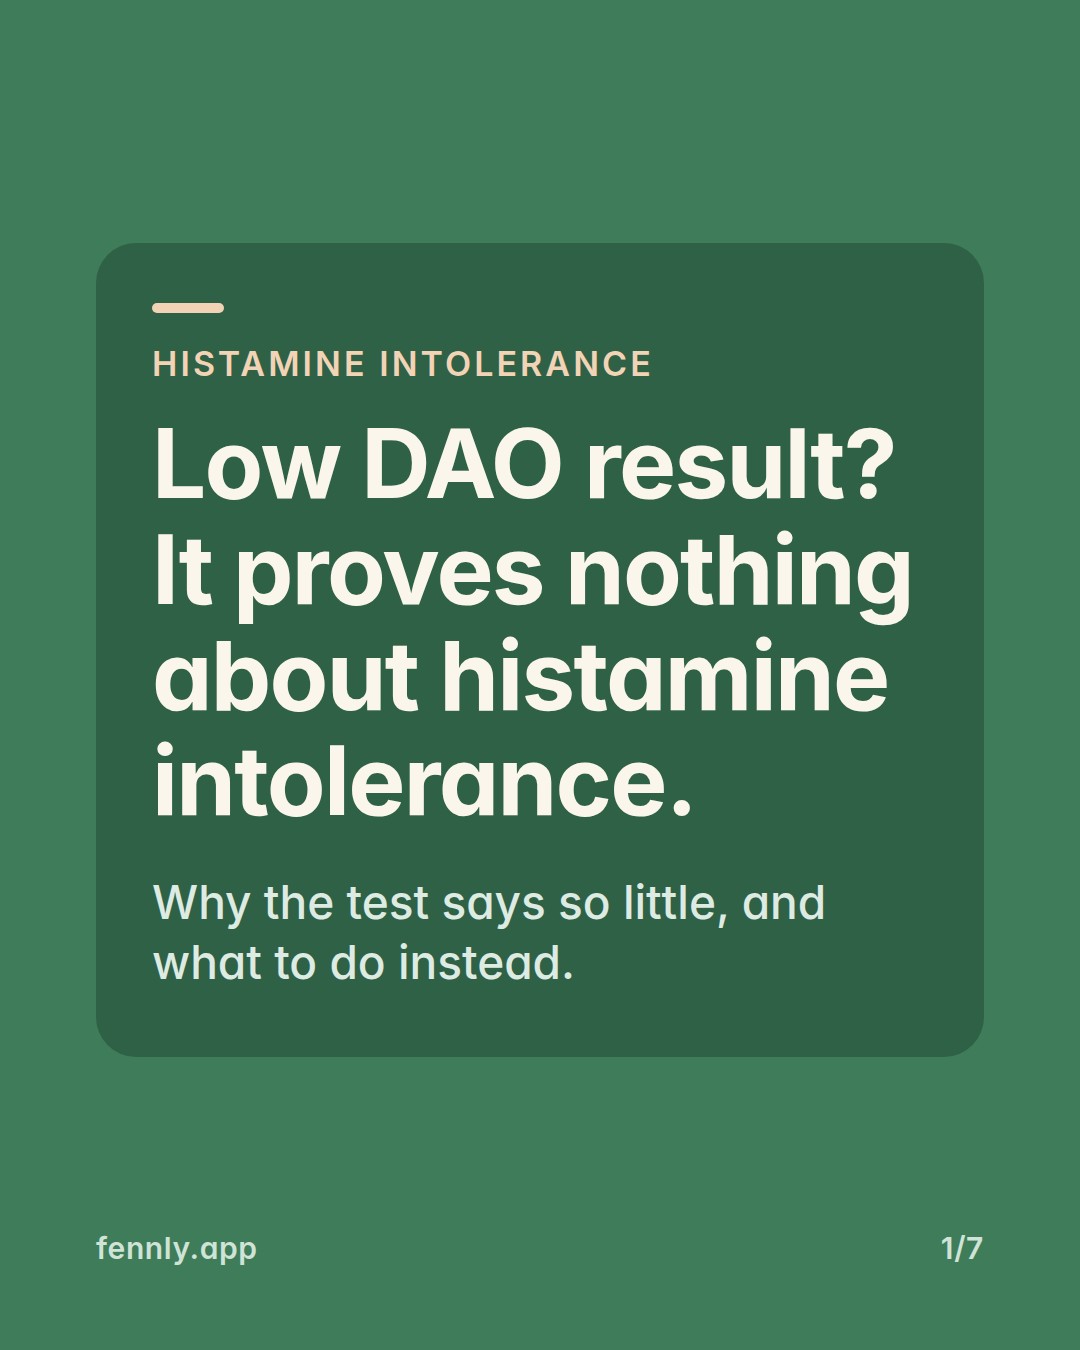 HISTAMINE INTOLERANCE
Low DAO result?
It proves nothing
about histamine
intolerance.
Why the test says so little, and
what to do instead.
fennly.app
1/7